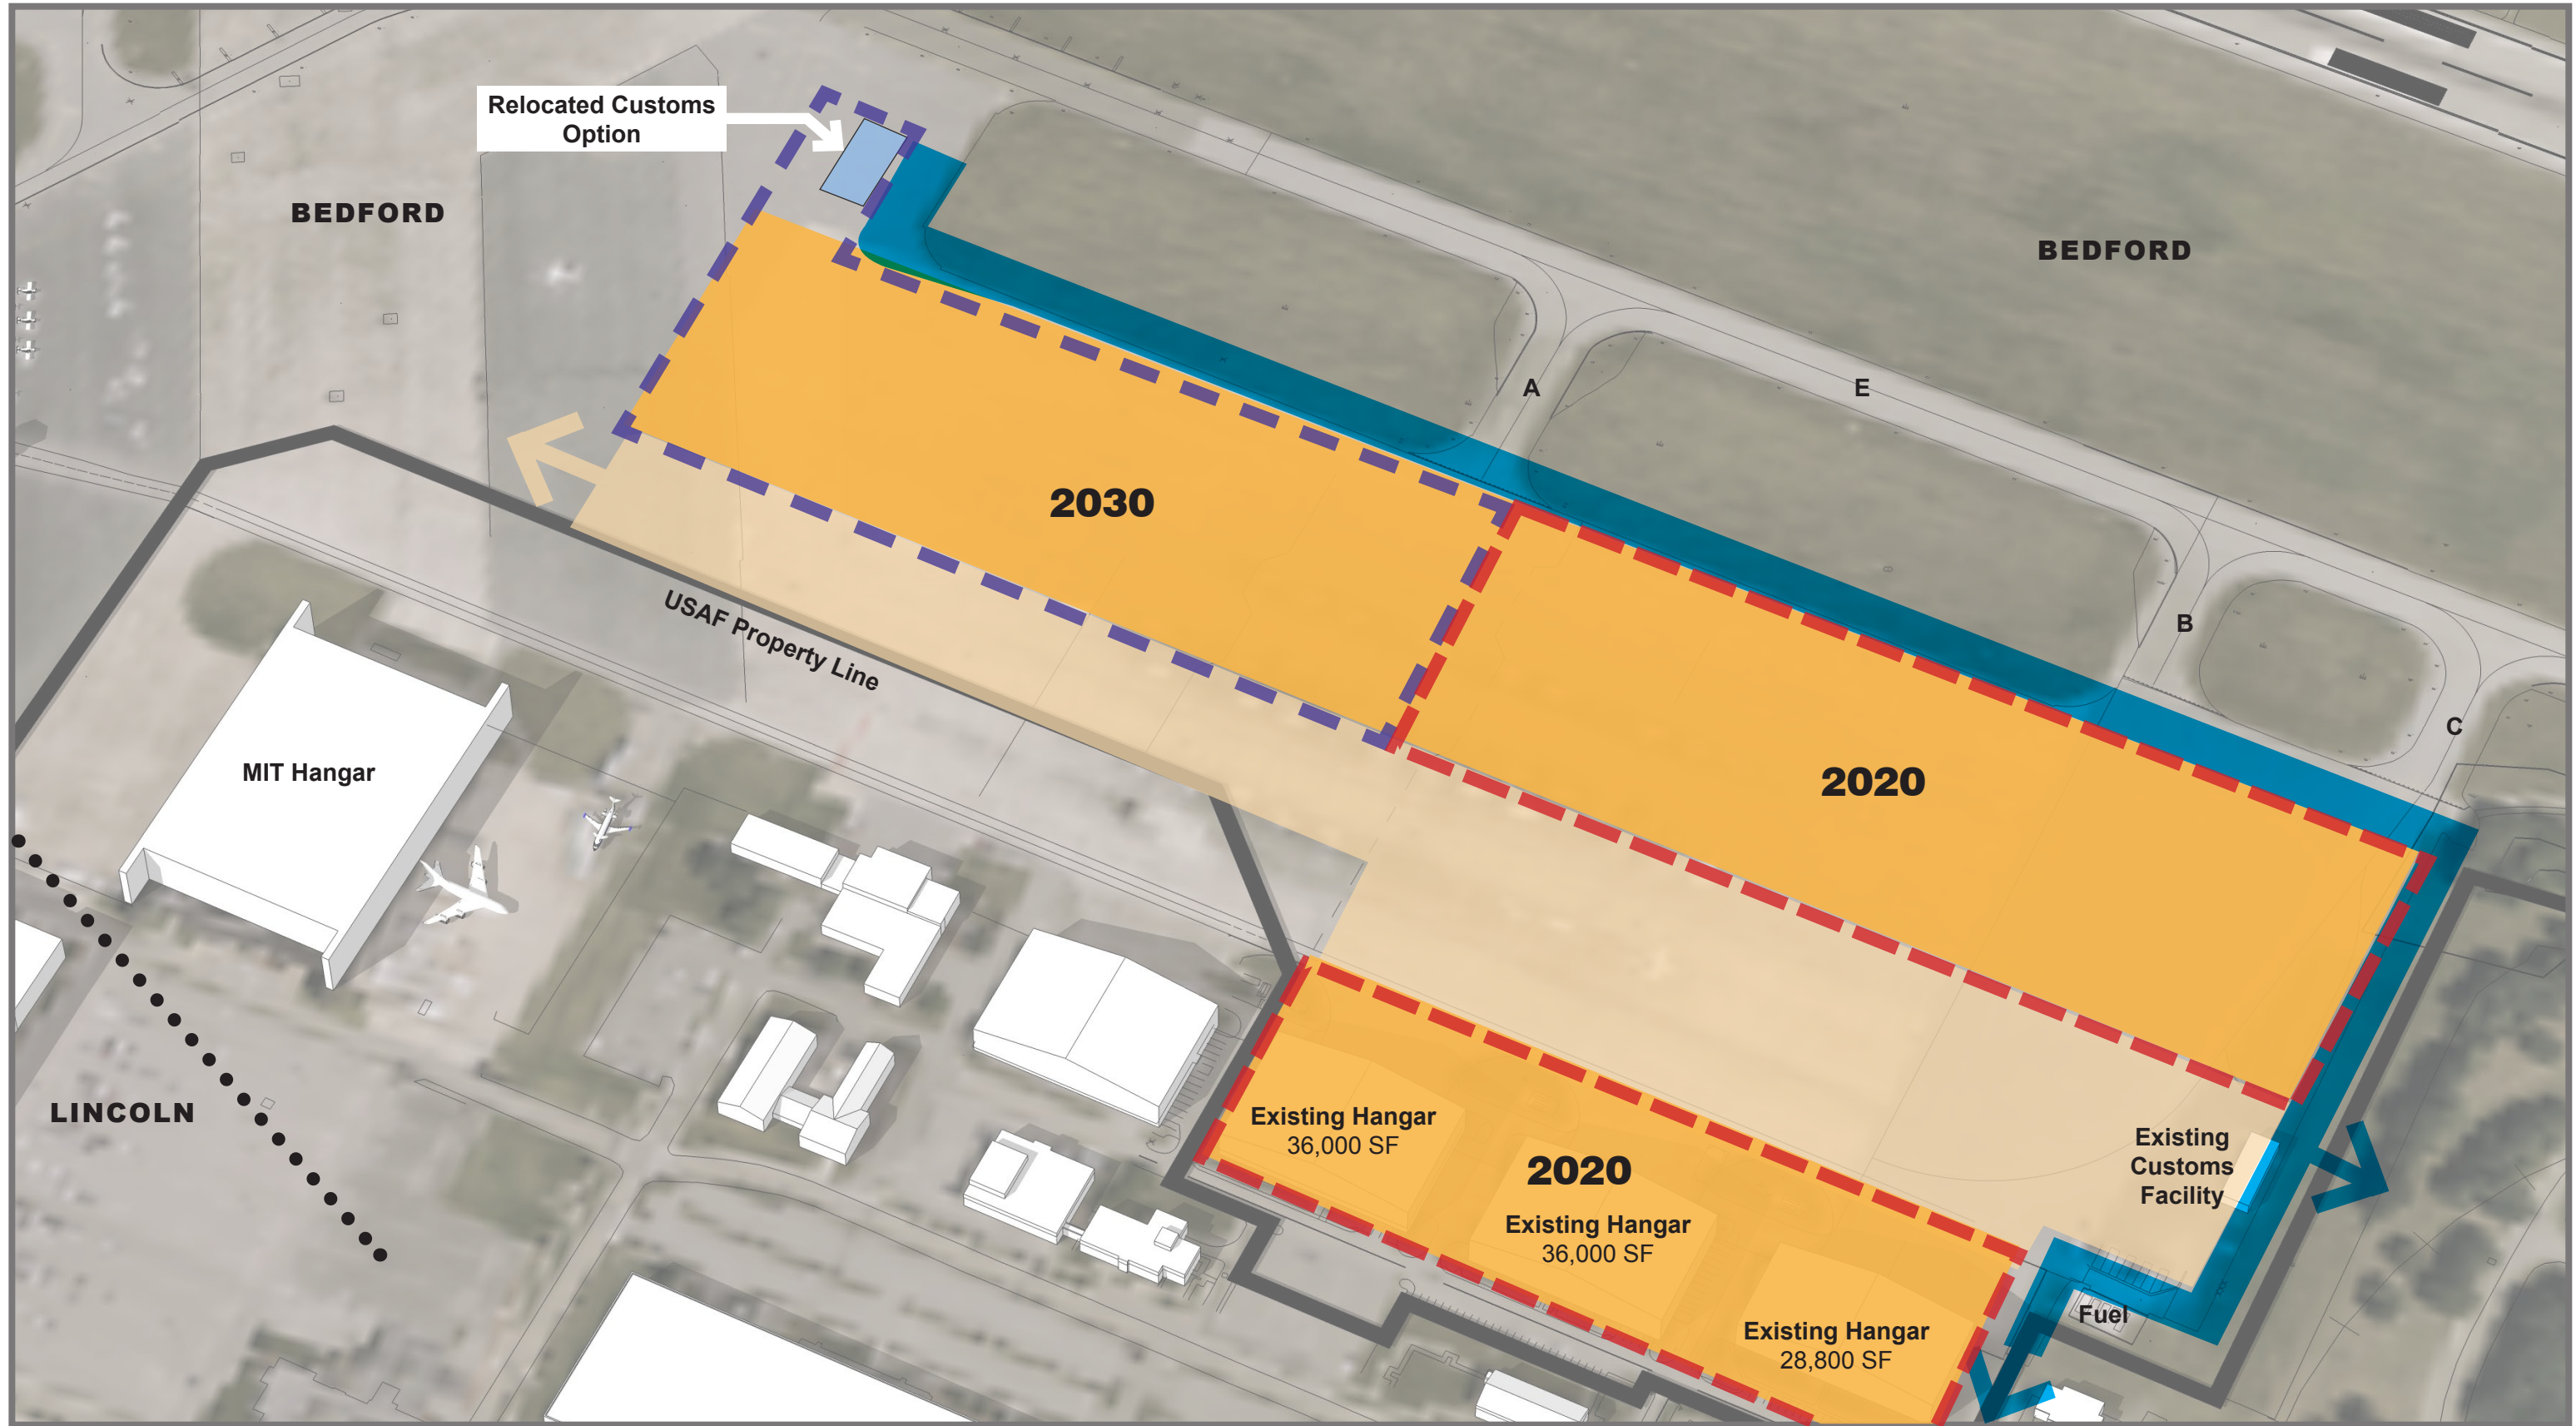 Relocated Customs
Option
BEDFORD
BEDFORD
A
E
2030
B
USAF Property Line
C
MIT Hangar
2020
LINCOLN
Existing Hangar
36,000 SF
2020
Existing Customs
Facility
Existing Hangar
36,000 SF
Fuel
Existing Hangar
28,800 SF